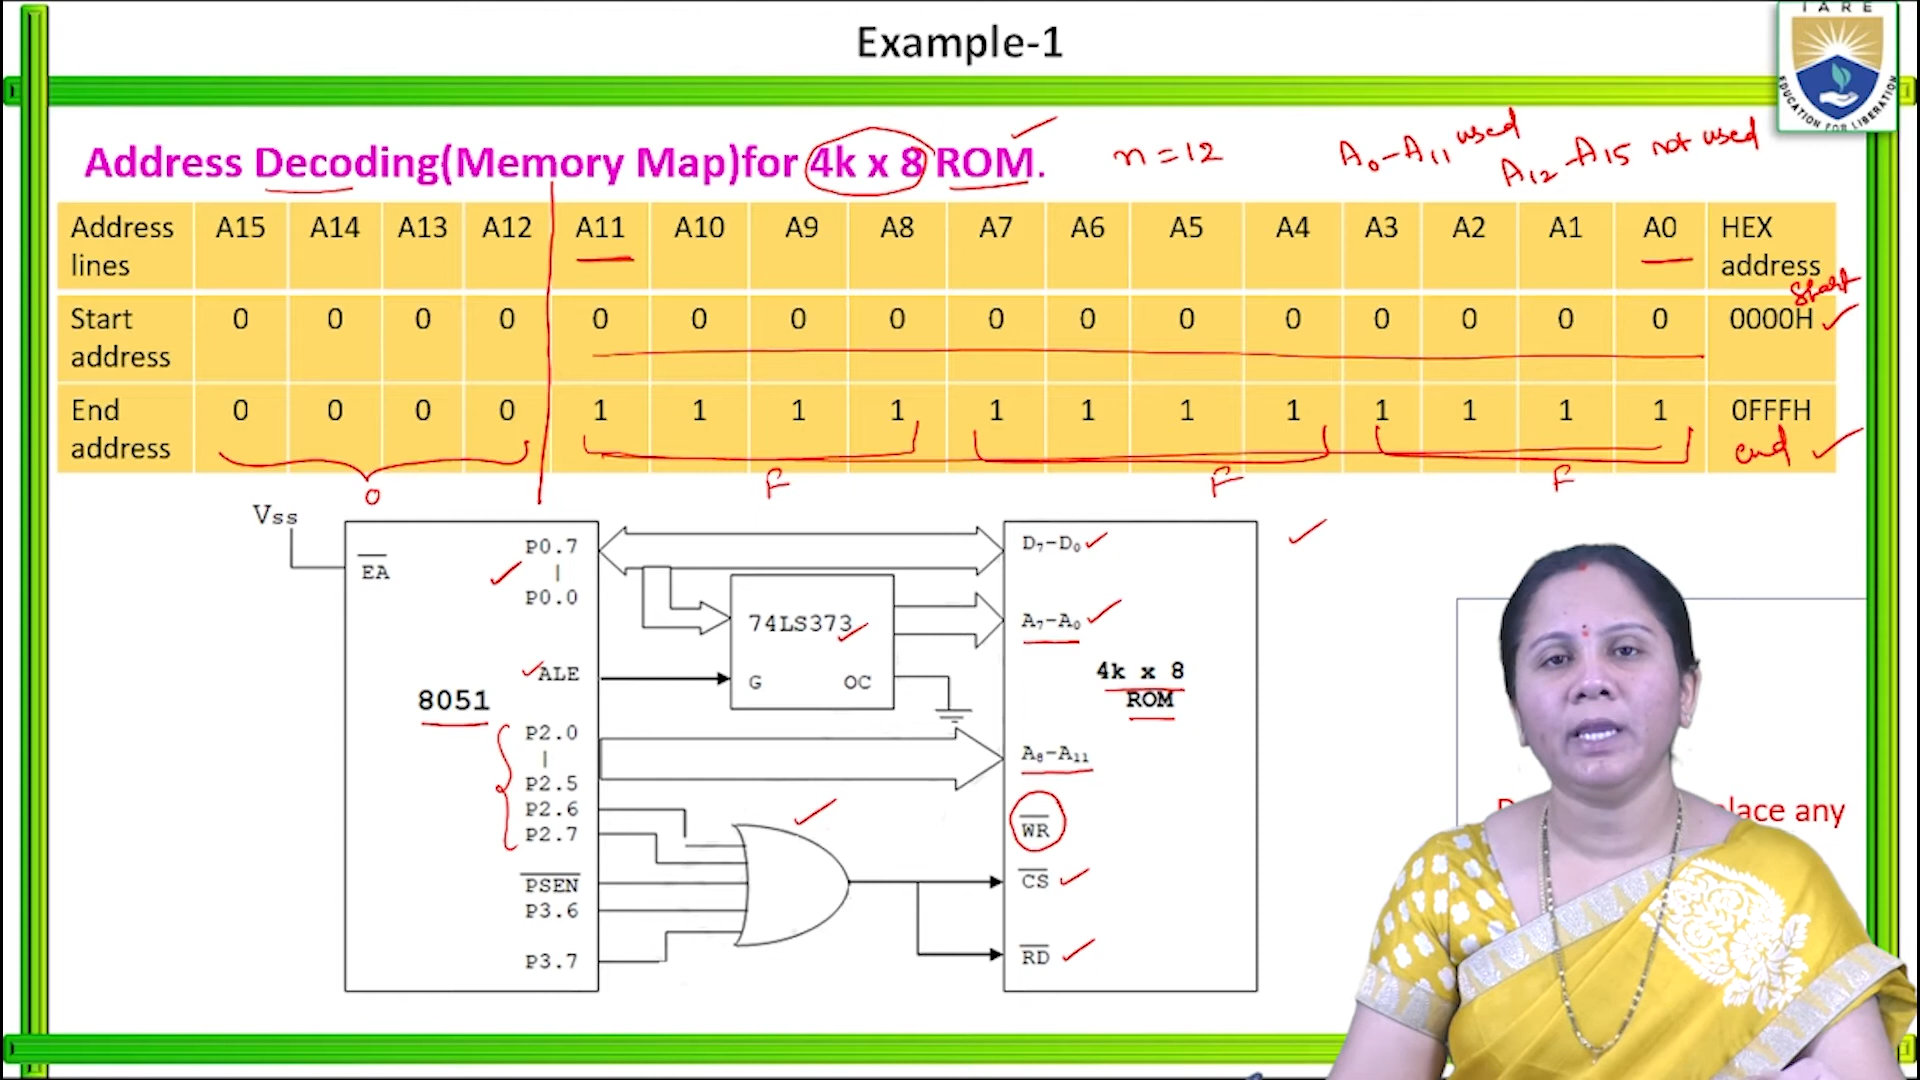 Example-1
IARE
EDUCATION FOR LIBERATION
Address Decoding(Memory Map)for 4k x 8 ROM.
n=12
A0-A11 used
A12-A15 not used
Address lines A15 A14 A13 A12 A11 A10 A9 A8 A7 A6 A5 A4 A3 A2 A1 A0 HEX address
Start address 0 0 0 0 0 0 0 0 0 0 0 0 0 0 0 0 0000H
start
End address 0 0 0 0 1 1 1 1 1 1 1 1 1 1 1 1 0FFFH
end
0 F F F
Vss
EA
8051
P0.7
P0.0
ALE
P2.0
P2.5
P2.6
P2.7
PSEN
P3.6
P3.7
74LS373
G OC
D7-D0
A7-A0
4k x 8
ROM
A8-A11
WR
CS
RD
any